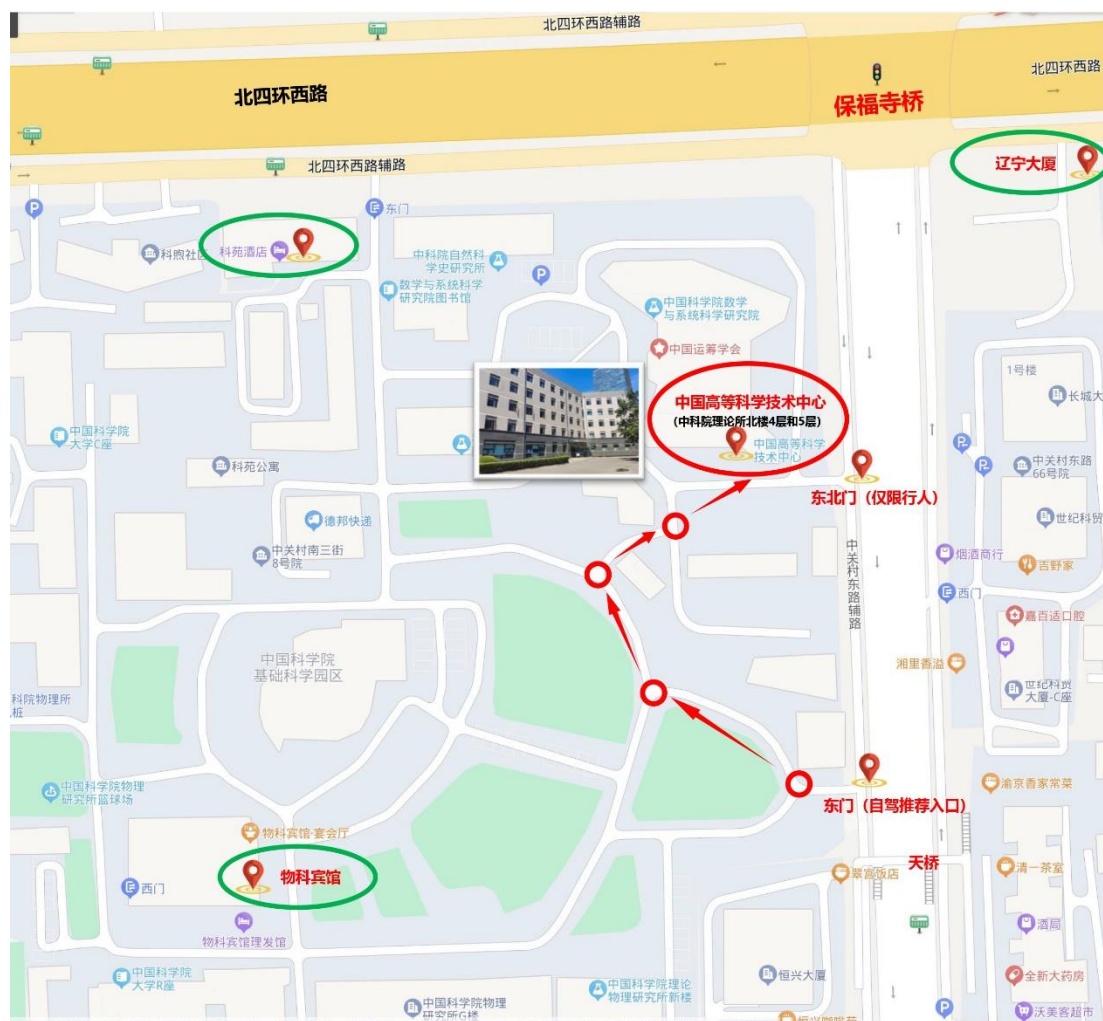 北四环西路辅路
北四环西路
北四环西路
保福寺桥
北四环西路辅路
辽宁大厦
东门
科煦社区
科苑酒店
中科院自然科
学史研究所
数学与系统科学
研究院图书馆
P
P
中国科学院数学
与系统科学研究院
中国运筹学会
1号楼
长城大
中国高等科学技术中心
(中科院理论所北楼4层和5层)
中国高等科学
技术中心
中国科学院
大学C座
科苑公寓
中关村东路
66号院
东北门（仅限行人）
德邦快递
世纪科贸
中关村南三街
8号院
中关村东路辅路
烟酒商行
吉野家
西门
嘉百适口腔
中国科学院
基础科学园区
湘里香溢
世纪科贸
大厦-C座
科院物理所
桩
中国科学院物理
研究所篮球场
东门（自驾推荐入口）
渝京香家常菜
物科宾馆·宴会厅
物科宾馆
西门
天桥
翠宫饭店
清一茶室
物科宾馆理发馆
酒局
中国科学院
大学R座
中国科学院理论
物理研究所新楼
恒兴大厦
全新大药房
中国科学院物理
研究所G楼
P
沃美客超市
恒兴咖啡苑